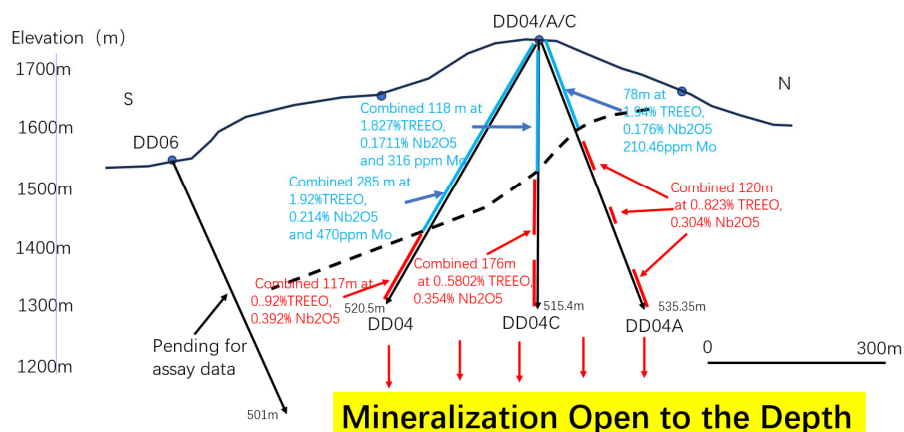 DD04/A/C
Elevation（m）
1700m
S
N
Combined 118 m at
1.827%TREEO,
0.1711% Nb2O5
and 316 ppm Mo
78m at
1.94% TREEO,
0.176% Nb2O5
210.46ppm Mo
1600m
DD06
1500m
Combined 285 m at
1.92%TREEO,
0.214% Nb2O5
and 470ppm Mo
Combined 120m
at 0..823% TREO,
0.304% Nb2O5
1400m
Combined 117m at
0..92%TREEO,
0.392% Nb2O5
Combined 176m
at 0..5802% TREO,
0.354% Nb2O5
1300m
520.5m
515.4m
535.35m
DD04
DD04C
DD04A
Pending for
assay data
0
300m
1200m
501m
Mineralization Open to the Depth